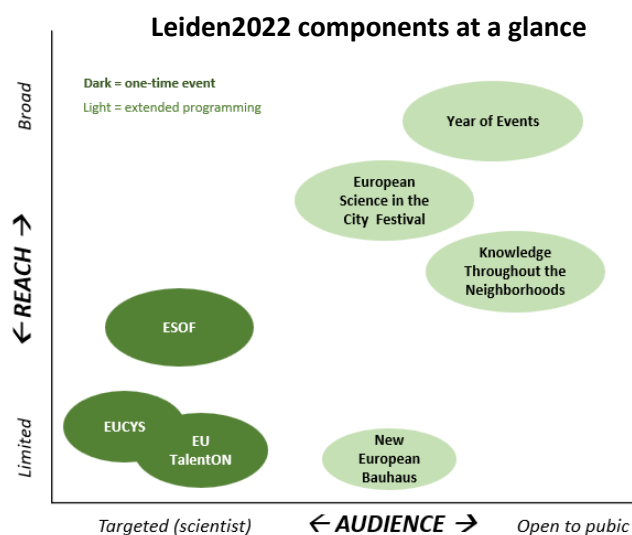 Leiden2022 components at a glance
Dark = one-time event
Light = extended programming
Broad
← REACH →
Limited
Year of Events
European
Science in the
City Festival
Knowledge
Throughout the
Neighborhoods
ESOF
EUCYS
EU
TalentON
New
European
Bauhaus
Targeted (scientist)
← AUDIENCE →
Open to pubic